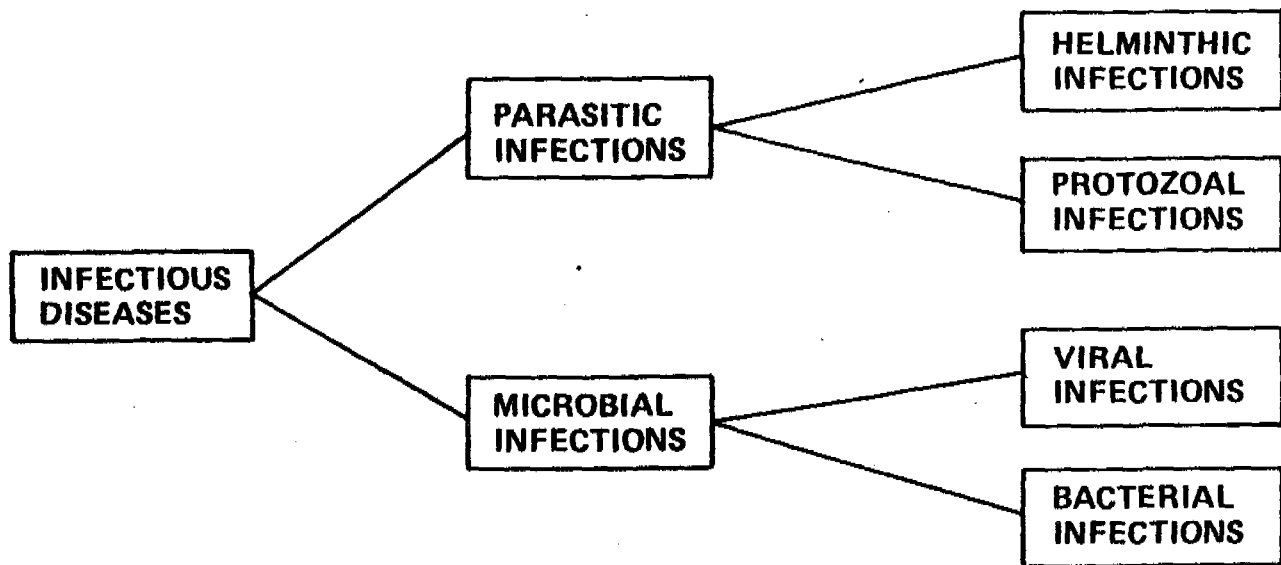 INFECTIOUS
DISEASES
PARASITIC
INFECTIONS
MICROBIAL
INFECTIONS
HELMINTHIC
INFECTIONS
PROTOZOAL
INFECTIONS
VIRAL
INFECTIONS
BACTERIAL
INFECTIONS